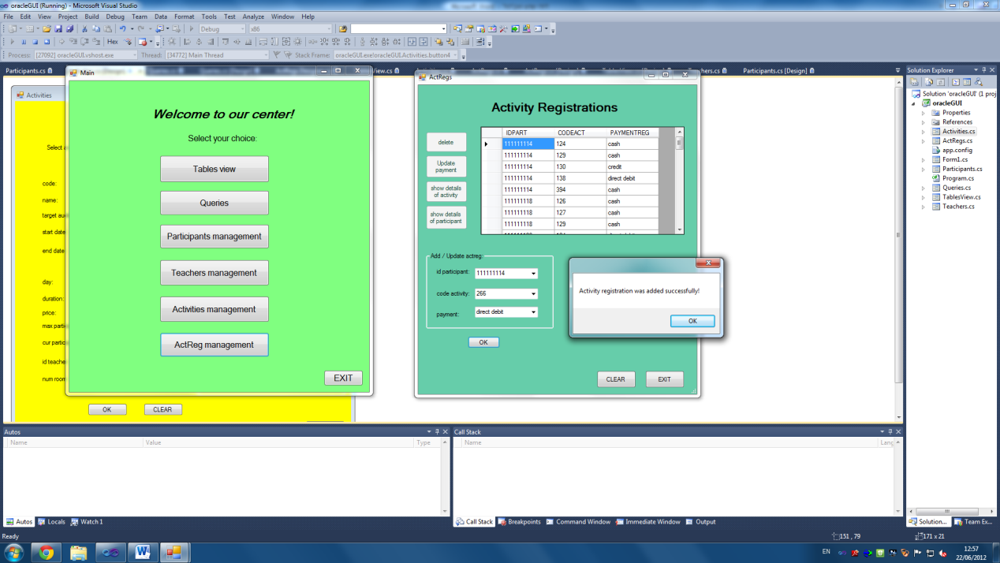 oracleGUI (Running) - Microsoft Visual Studio
File Edit View Project Build Debug Team Data Format Tools Test Analyze Window Help
Debug x86
Hex
Process: [27092] oracleGUI.vshost.exe Thread: [34772] Main Thread Stack Frame: oracleGUI.exe!oracleGUI.Activities.button4
Participants.cs View.cs hers.cs Participants.cs [Design]
Activities
Select
code:
name:
target au
start date
end date
day:
duration:
price:
max parti
cur partic
id teache
num room
OK CLEAR
Main
Welcome to our center!
Select your choice:
Tables view
Queries
Participants management
Teachers management
Activities management
ActReg management
EXIT
ActRegs
Activity Registrations
delete
Update
payment
show details
of activity
show details
of participant
IDPART CODEACT PAYMENTREG
111111114 124 cash
111111114 129 cash
111111114 130 credit
111111114 138 direct debit
111111114 394 cash
111111118 126 cash
111111118 127 cash
111111118 129 cash
Add / Update actreg:
id participant: 111111114
code activity: 266
payment: direct debit
OK
CLEAR EXIT
Activity registration was added successfully!
OK
Solution Explorer
Solution 'oracleGUI' (1 proj
oracleGUI
Properties
References
Activities.cs
ActRegs.cs
app.config
Form1.cs
Participants.cs
Program.cs
Queries.cs
TablesView.cs
Teachers.cs
Solution... Team Ex...
Autos
Name Value Type
Autos Locals Watch 1
Call Stack
Name Lang
Call Stack Breakpoints Command Window Immediate Window Output
Ready 151 , 79 171 x 21
EN 12:57
22/06/2012